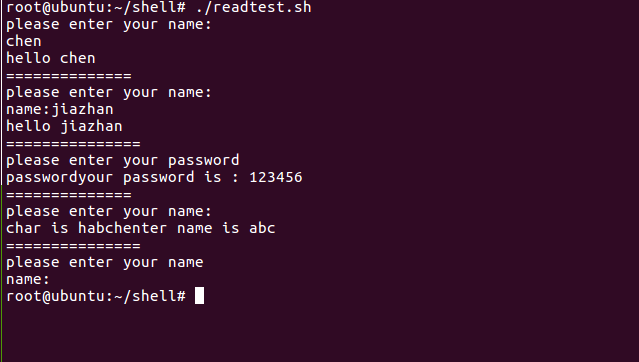 root@ubuntu:~/shell# ./readtest.sh
please enter your name:
chen
hello chen
==============
please enter your name:
name:jiazhan
hello jiazhan
===============
please enter your password
passwordyour password is : 123456
==============
please enter your name:
char is habchenter name is abc
===============
please enter your name
name:
root@ubuntu:~/shell#